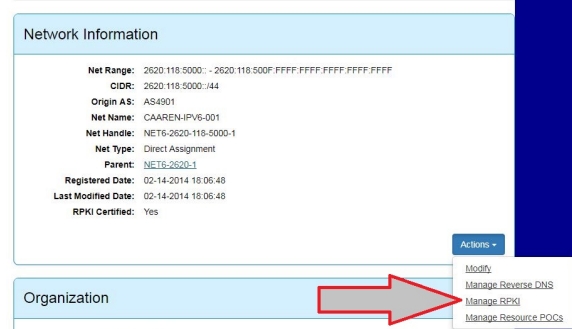 Network Information
Net Range: 2620:118:5000:: - 2620:118:500F:FFFF:FFFF:FFFF:FFFF:FFFF
CIDR: 2620:118:5000::/44
Origin AS: AS4901
Net Name: CAAREN-IPV6-001
Net Handle: NET6-2620-118-5000-1
Net Type: Direct Assignment
Parent: NET6-2620-1
Registered Date: 02-14-2014 18:06:48
Last Modified Date: 02-14-2014 18:06:48
RPKI Certified: Yes
Actions
Modify
Manage Reverse DNS
Manage RPKI
Manage Resource POCs
Organization